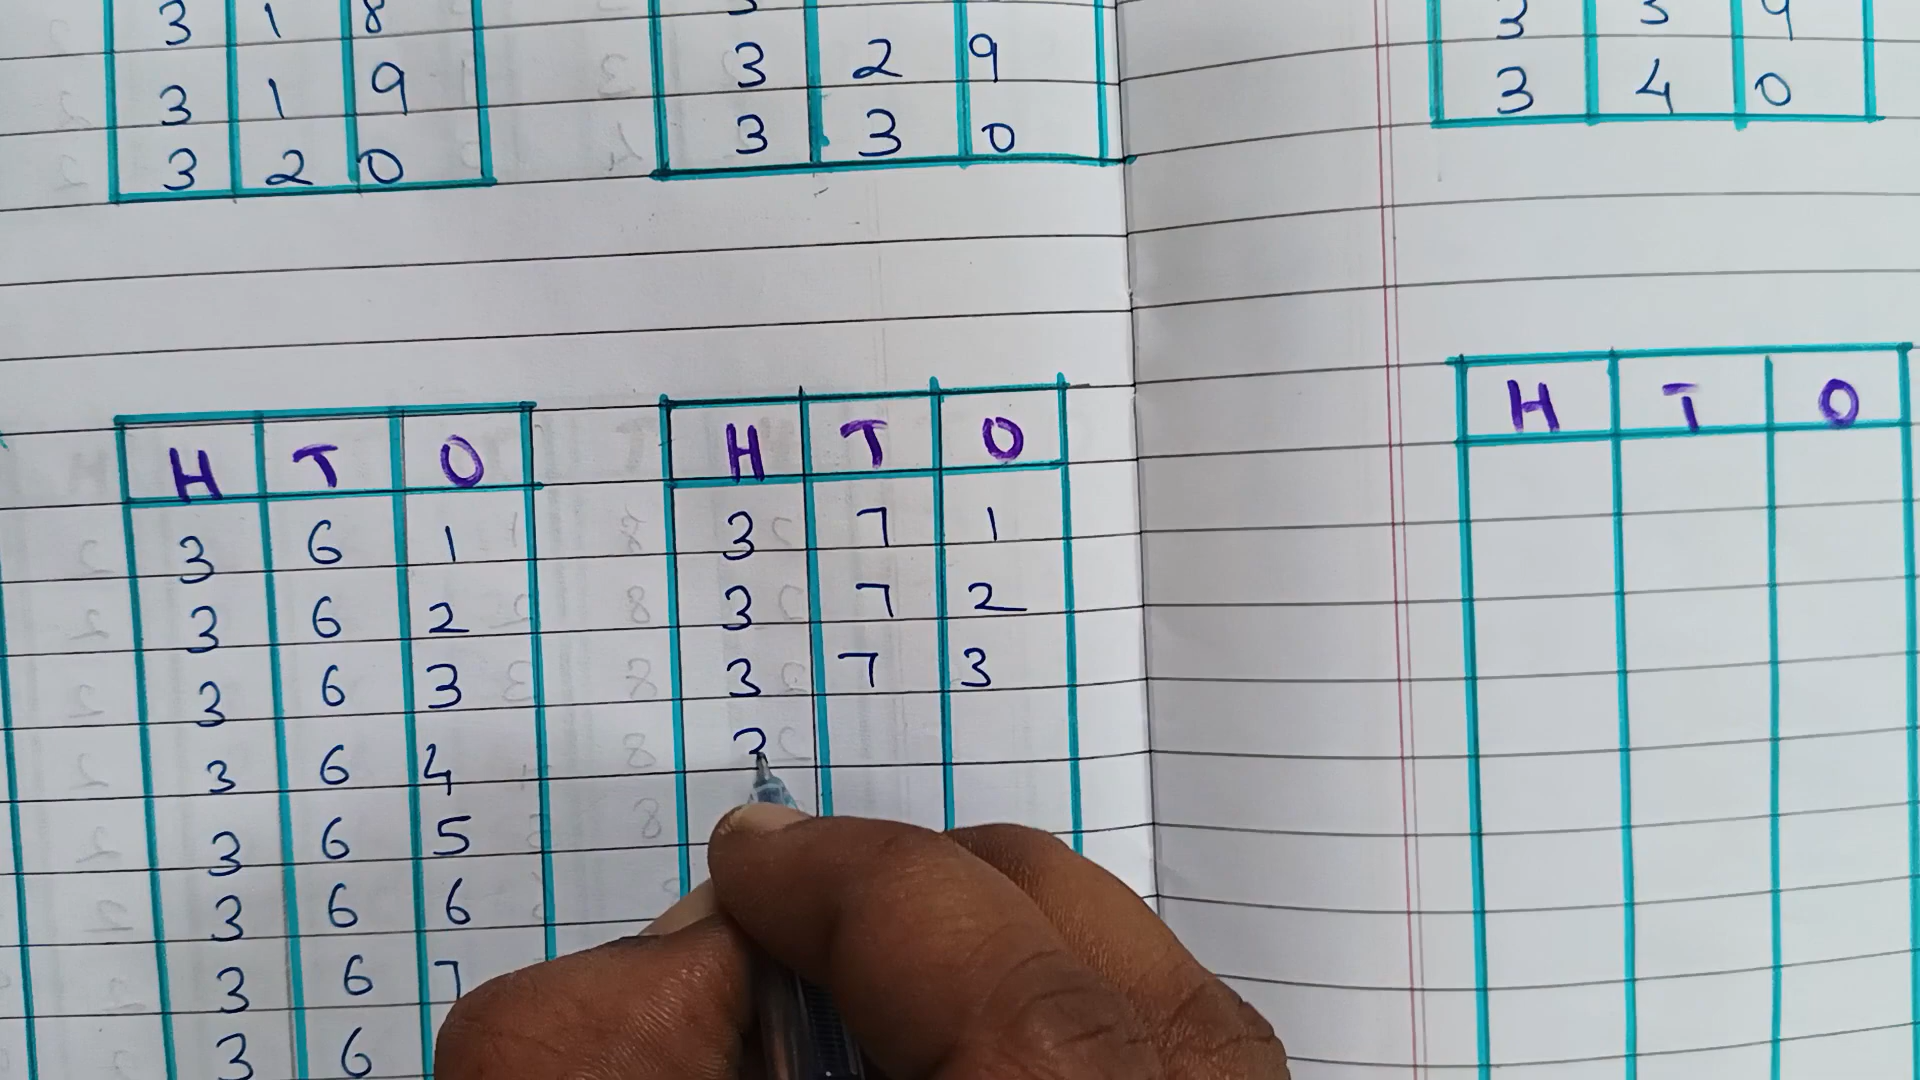 3 1 8
3 1 9
3 2 0
3 2 9
3 3 0
3 3 9
3 4 0
H T O
3 6 1
3 6 2
3 6 3
3 6 4
3 6 5
3 6 6
3 6 7
3 6
H T O
3 7 1
3 7 2
3 7 3
3
H T O